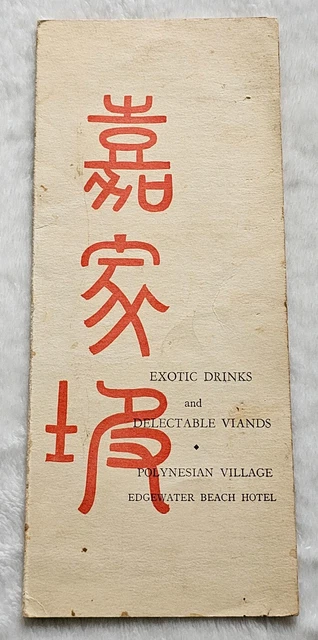 嘉
家
坡
EXOTIC DRINKS
and
DELECTABLE VIANDS
POLYNESIAN VILLAGE
EDGEWATER BEACH HOTEL